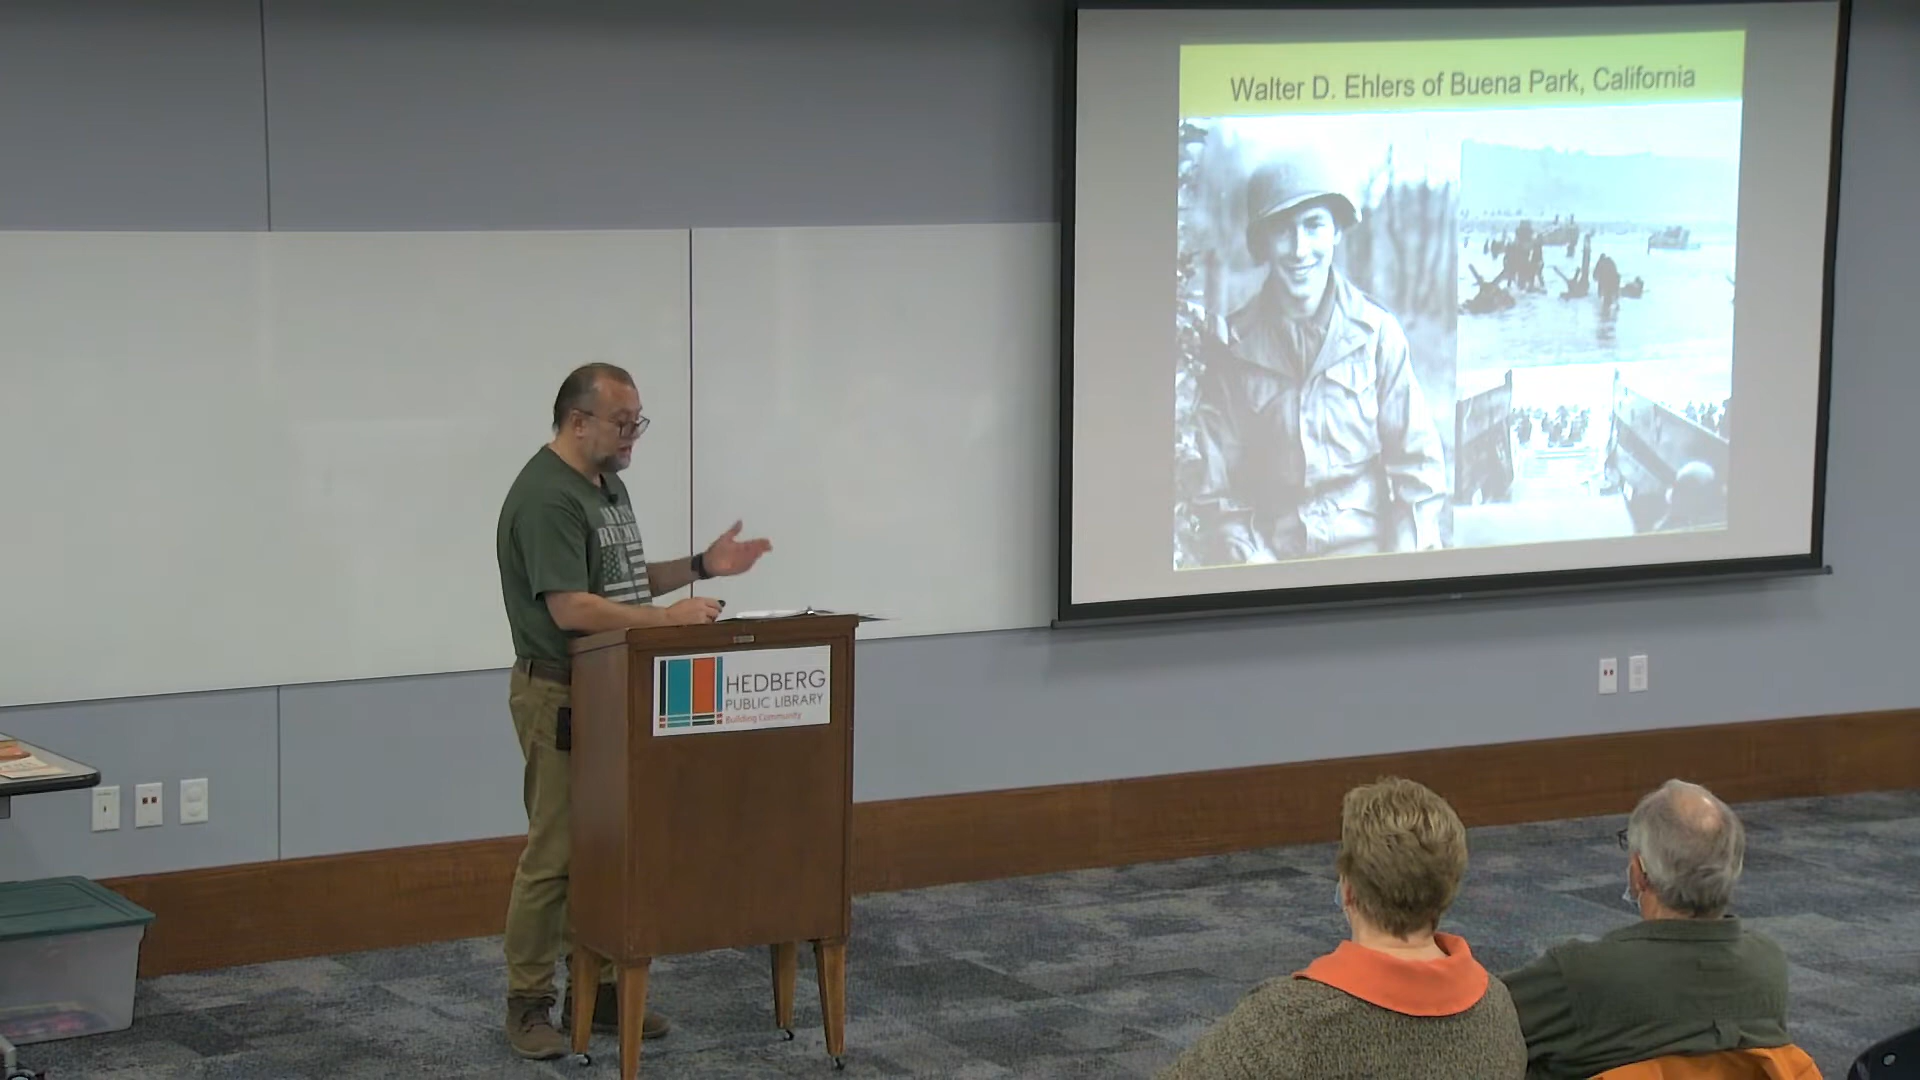 Walter D. Ehlers of Buena Park, California
HEDBERG
PUBLIC LIBRARY
Building Community